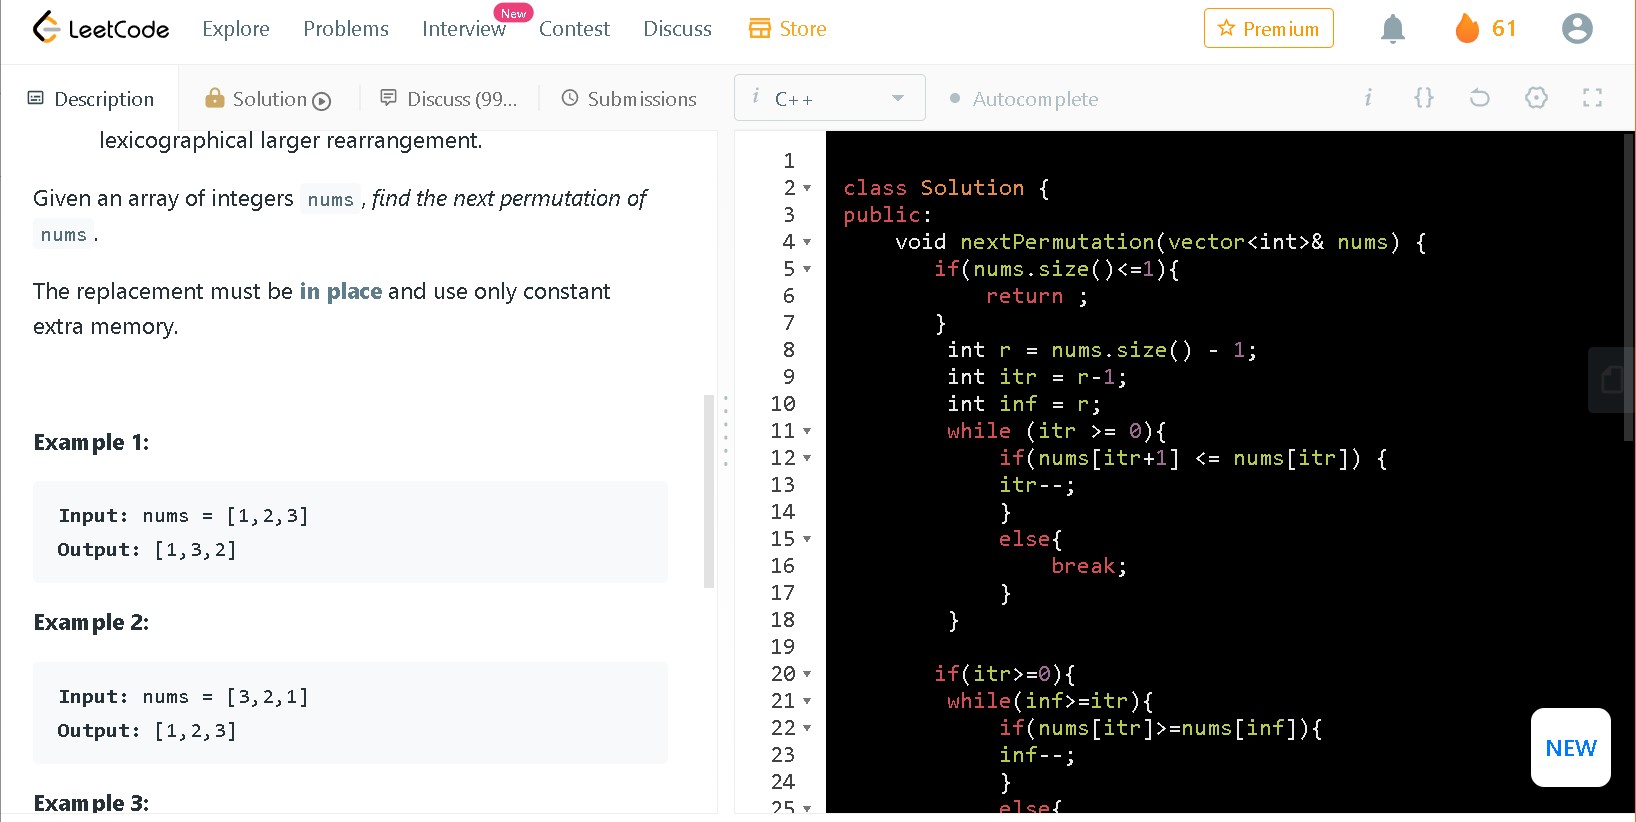 LeetCode Explore Problems Interview New Contest Discuss Store Premium 61
Description Solution Discuss (99... Submissions i C++ Autocomplete i {}
lexicographical larger rearrangement.
Given an array of integers nums , find the next permutation of
nums .
The replacement must be in place and use only constant
extra memory.
Example 1:
Input: nums = [1,2,3]
Output: [1,3,2]
Example 2:
Input: nums = [3,2,1]
Output: [1,2,3]
Example 3:
1
2 class Solution {
3 public:
4 void nextPermutation(vector<int>& nums) {
5 if(nums.size()<=1){
6 return ;
7 }
8 int r = nums.size() - 1;
9 int itr = r-1;
10 int inf = r;
11 while (itr >= 0){
12 if(nums[itr+1] <= nums[itr]) {
13 itr--;
14 }
15 else{
16 break;
17 }
18 }
19
20 if(itr>=0){
21 while(inf>=itr){
22 if(nums[itr]>=nums[inf]){
23 inf--;
24 }
25 else{
NEW